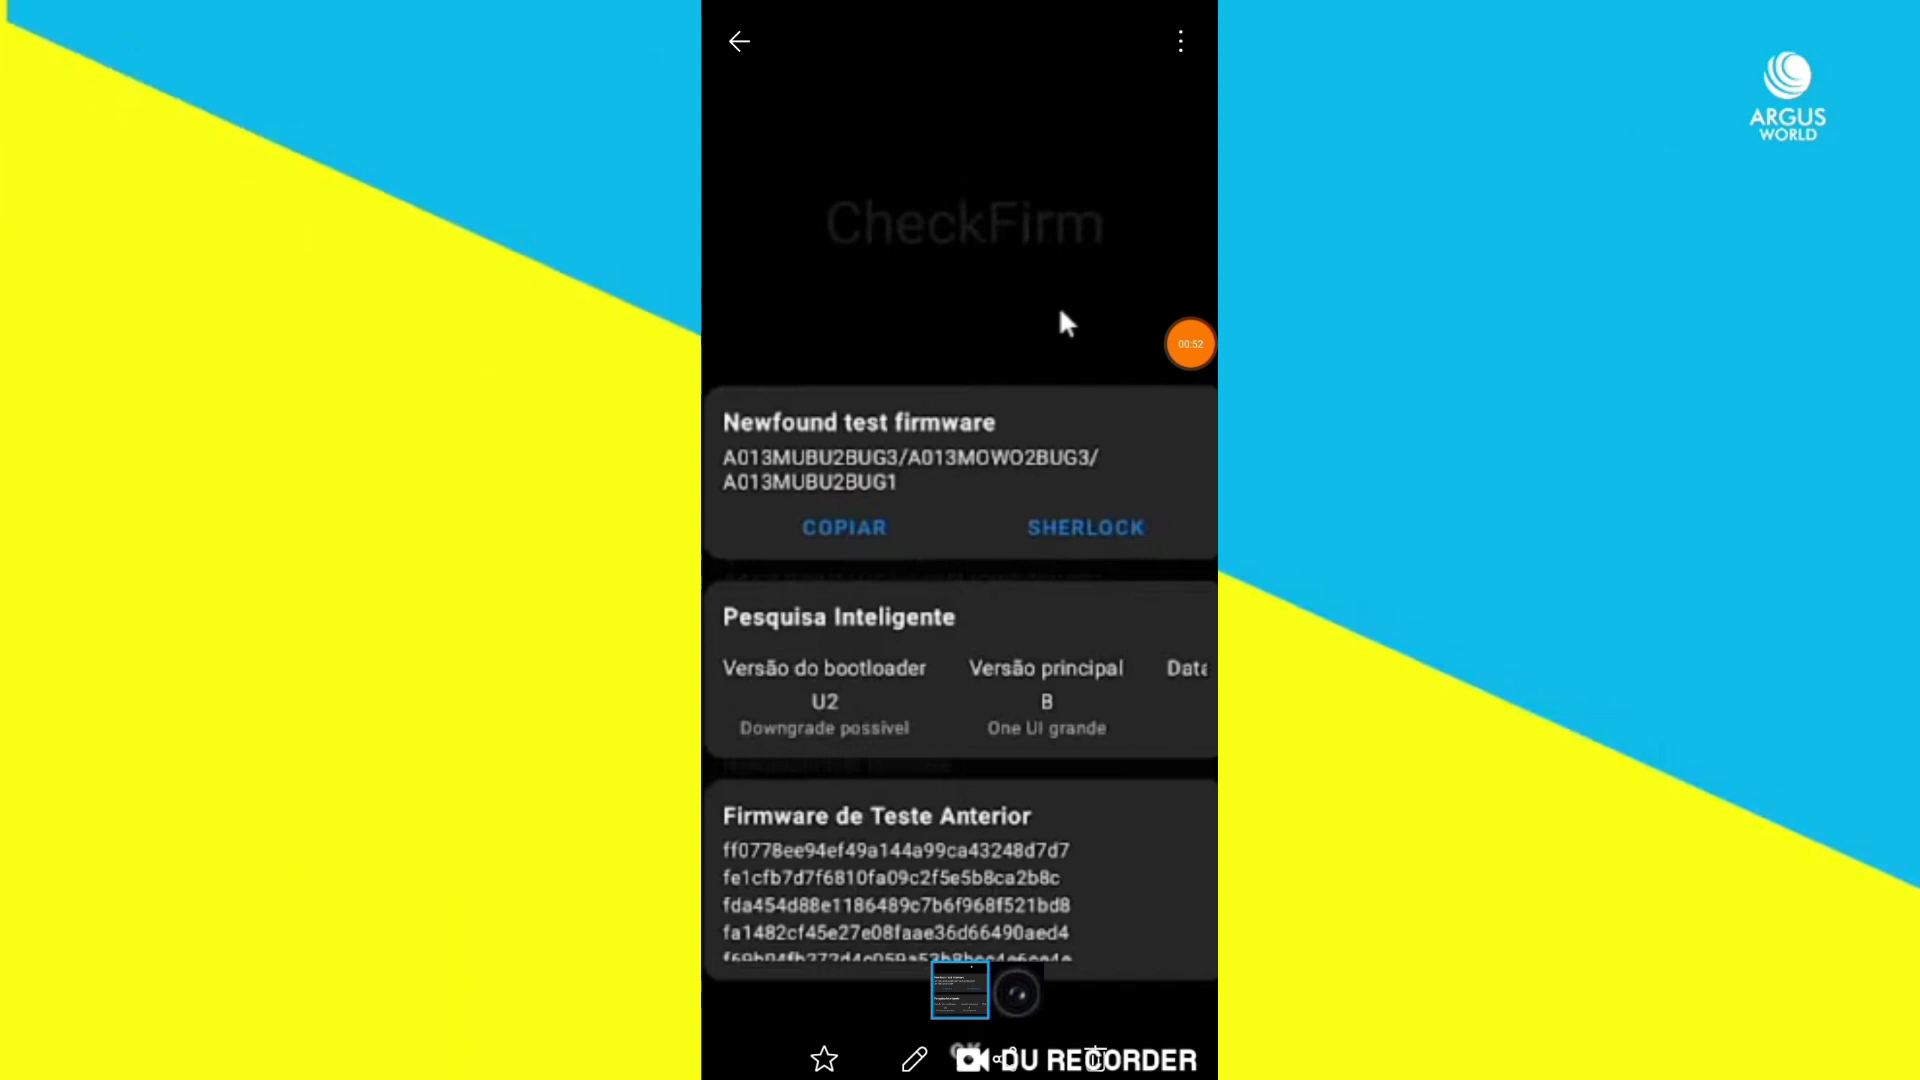 ARGUS
WORLD
CheckFirm
00:52
Newfound test firmware
A013MUBU2BUG3/A013MOWO2BUG3/
A013MUBU2BUG1
COPIAR
SHERLOCK
Pesquisa Inteligente
Versão do bootloader
Versão principal
U2
B
Downgrade possível
One UI grande
Firmware de Teste Anterior
ff0778ee94ef49a144a99ca43248d7d7
fe1cfb7d7f6810fa09c2f5e5b8ca2b8c
fda454d88e1186489c7b6f968f521bd8
fa1482cf45e27e08faae36d66490aed4
DU RECORDER